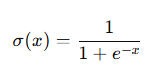 σ(x) = 1 / (1 + e^{-x})